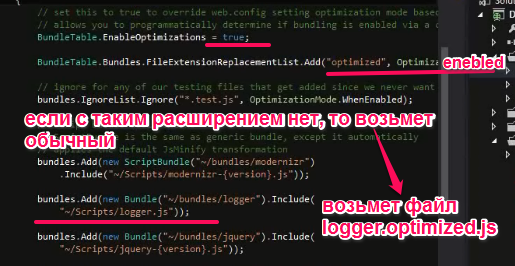 // set this to true to override web.config setting optimization mode based
// allows you to programmatically determine if bundling is enabled via a
BundleTable.EnableOptimizations = true;
BundleTable.Bundles.FileExtensionReplacementList.Add("optimized", Optimiza
enebled
// ignore for any of our testing files that get added since we never want
bundles.IgnoreList.Ignore("*.test.js", OptimizationMode.WhenEnabled);
если с таким расширением нет, то возьмет
обычный
is the same as generic bundle, except it automatically
default JsMinify transformation
bundles.Add(new ScriptBundle("~/bundles/modernizr")
.Include("~/Scripts/modernizr-{version}.js"));
bundles.Add(new Bundle("~/bundles/logger").Include(
"~/Scripts/logger.js"));
возьмет файл
logger.optimized.js
bundles.Add(new Bundle("~/bundles/jquery").Include(
"~/Scripts/jquery-{version}.js"));